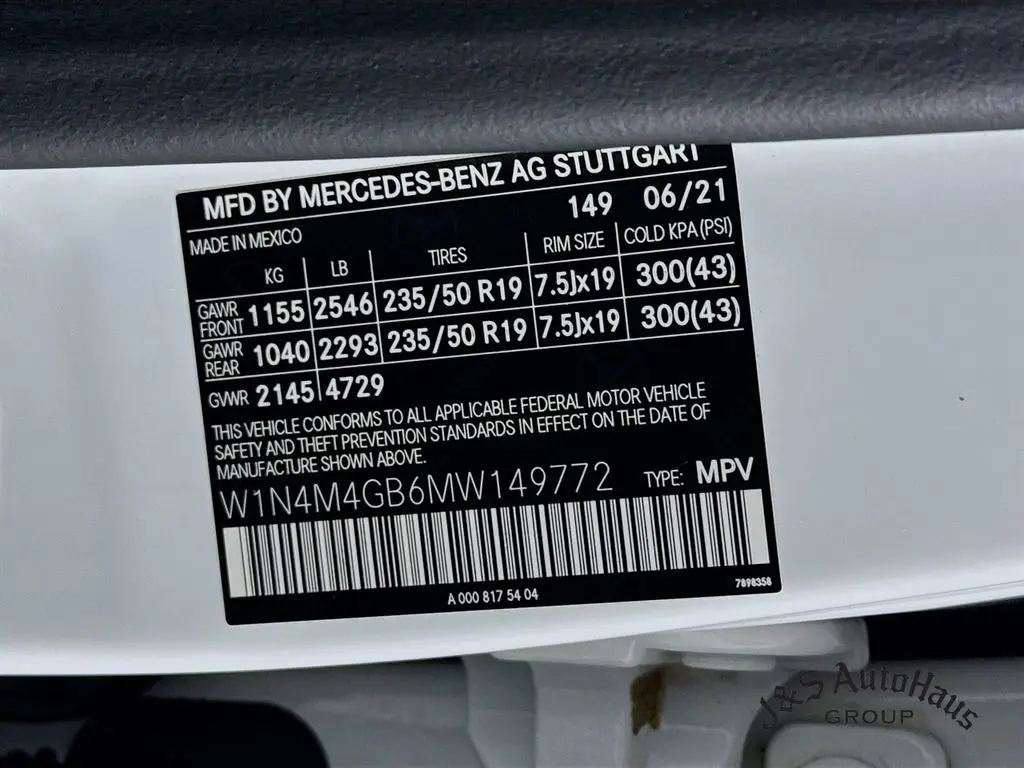 MFD BY MERCEDES-BENZ AG STUTTGART
149 06/21
MADE IN MEXICO
KG LB TIRES RIM SIZE COLD KPA (PSI)
GAWR FRONT 1155 2546 235/50 R19 7.5Jx19 300(43)
GAWR REAR 1040 2293 235/50 R19 7.5Jx19 300(43)
GVWR 2145 4729
THIS VEHICLE CONFORMS TO ALL APPLICABLE FEDERAL MOTOR VEHICLE
SAFETY AND THEFT PREVENTION STANDARDS IN EFFECT ON THE DATE OF
MANUFACTURE SHOWN ABOVE.
W1N4M4GB6MW149772 TYPE: MPV
A 000 817 54 04 7898358
J&S AutoHaus
GROUP